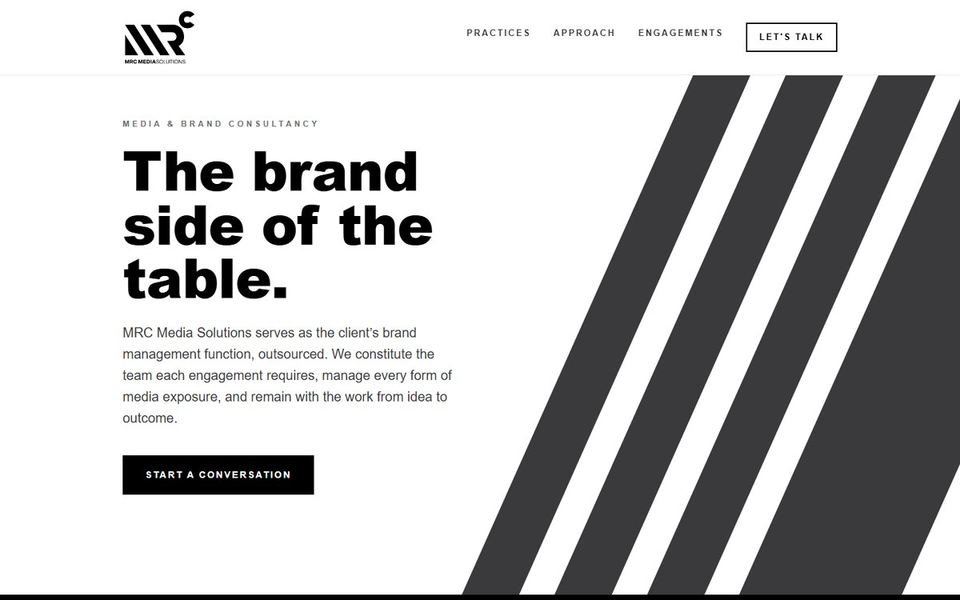 MRC
MRC MEDIASOLUTIONS
PRACTICES
APPROACH
ENGAGEMENTS
LET'S TALK
MEDIA & BRAND CONSULTANCY
The brand
side of the
table.
MRC Media Solutions serves as the client’s brand
management function, outsourced. We constitute the
team each engagement requires, manage every form of
media exposure, and remain with the work from idea to
outcome.
START A CONVERSATION